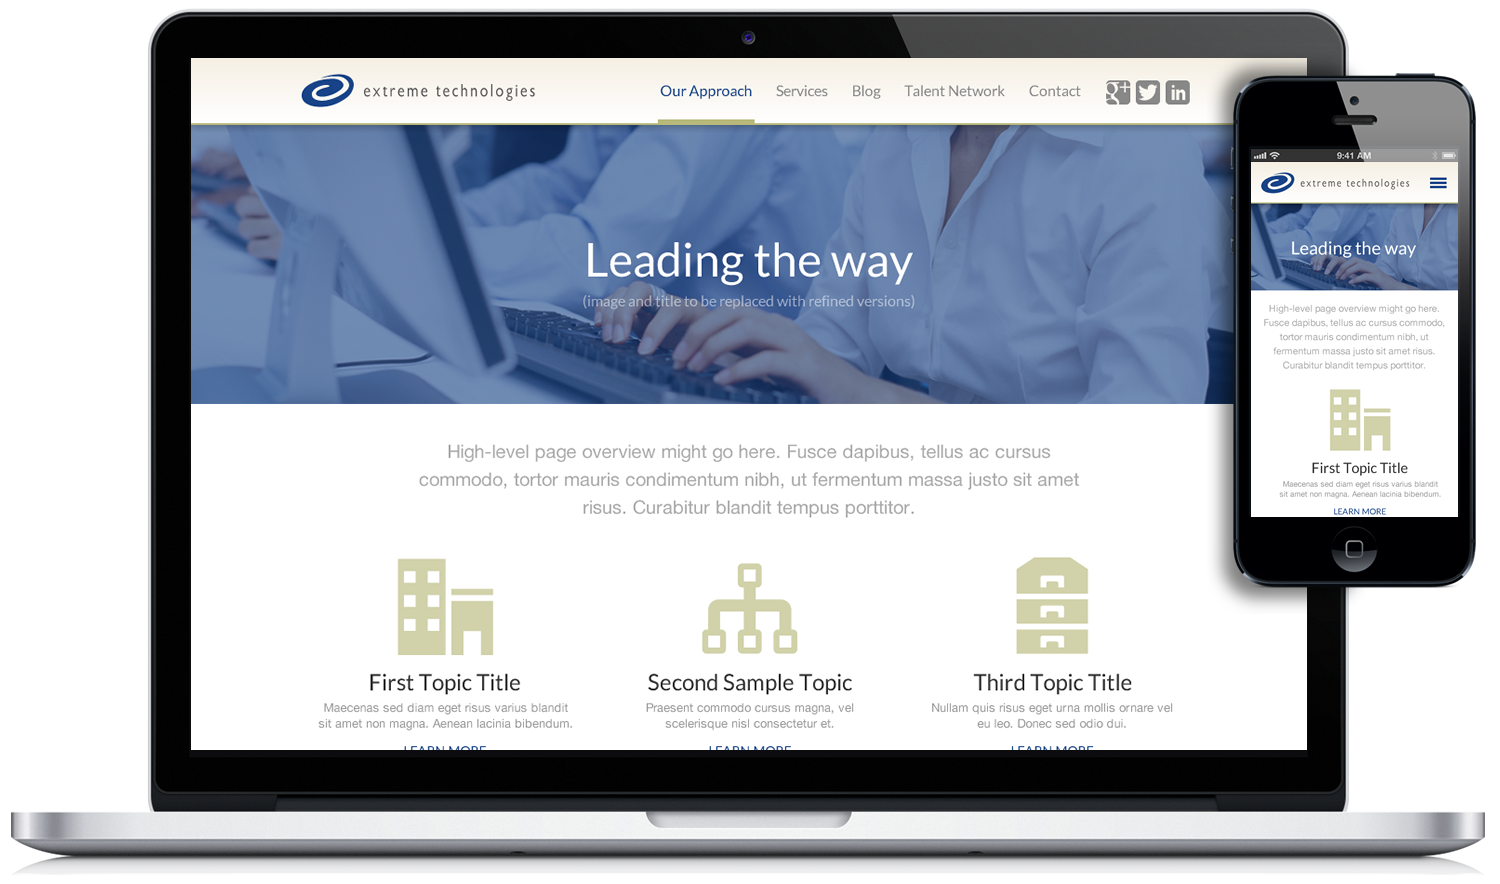 extreme technologies
Our Approach Services Blog Talent Network Contact
g+ in
Leading the way
(image and title to be replaced with refined versions)
High-level page overview might go here. Fusce dapibus, tellus ac cursus
commodo, tortor mauris condimentum nibh, ut fermentum massa justo sit amet
risus. Curabitur blandit tempus porttitor.
First Topic Title
Maecenas sed diam eget risus varius blandit
sit amet non magna. Aenean lacinia bibendum.
LEARN MORE
Second Sample Topic
Praesent commodo cursus magna, vel
scelerisque nisl consectetur et.
LEARN MORE
Third Topic Title
Nullam quis risus eget urna mollis ornare vel
eu leo. Donec sed odio dui.
LEARN MORE
9:41 AM
extreme technologies
Leading the way
High-level page overview might go here.
Fusce dapibus, tellus ac cursus commodo,
tortor mauris condimentum nibh, ut
fermentum massa justo sit amet risus.
Curabitur blandit tempus porttitor.
First Topic Title
Maecenas sed diam eget risus varius blandit
sit amet non magna. Aenean lacinia bibendum.
LEARN MORE